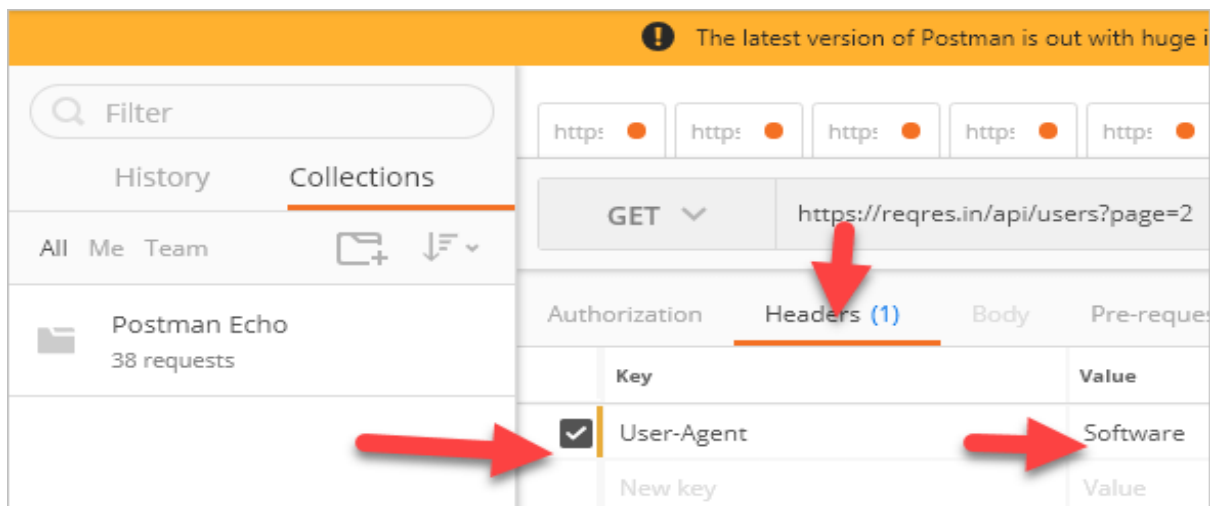 The latest version of Postman is out with huge i
Filter
History Collections
All Me Team
Postman Echo
38 requests
https https https https https
GET https://reqres.in/api/users?page=2
Authorization Headers (1) Body Pre-reques
Key Value
User-Agent Software
New key Value